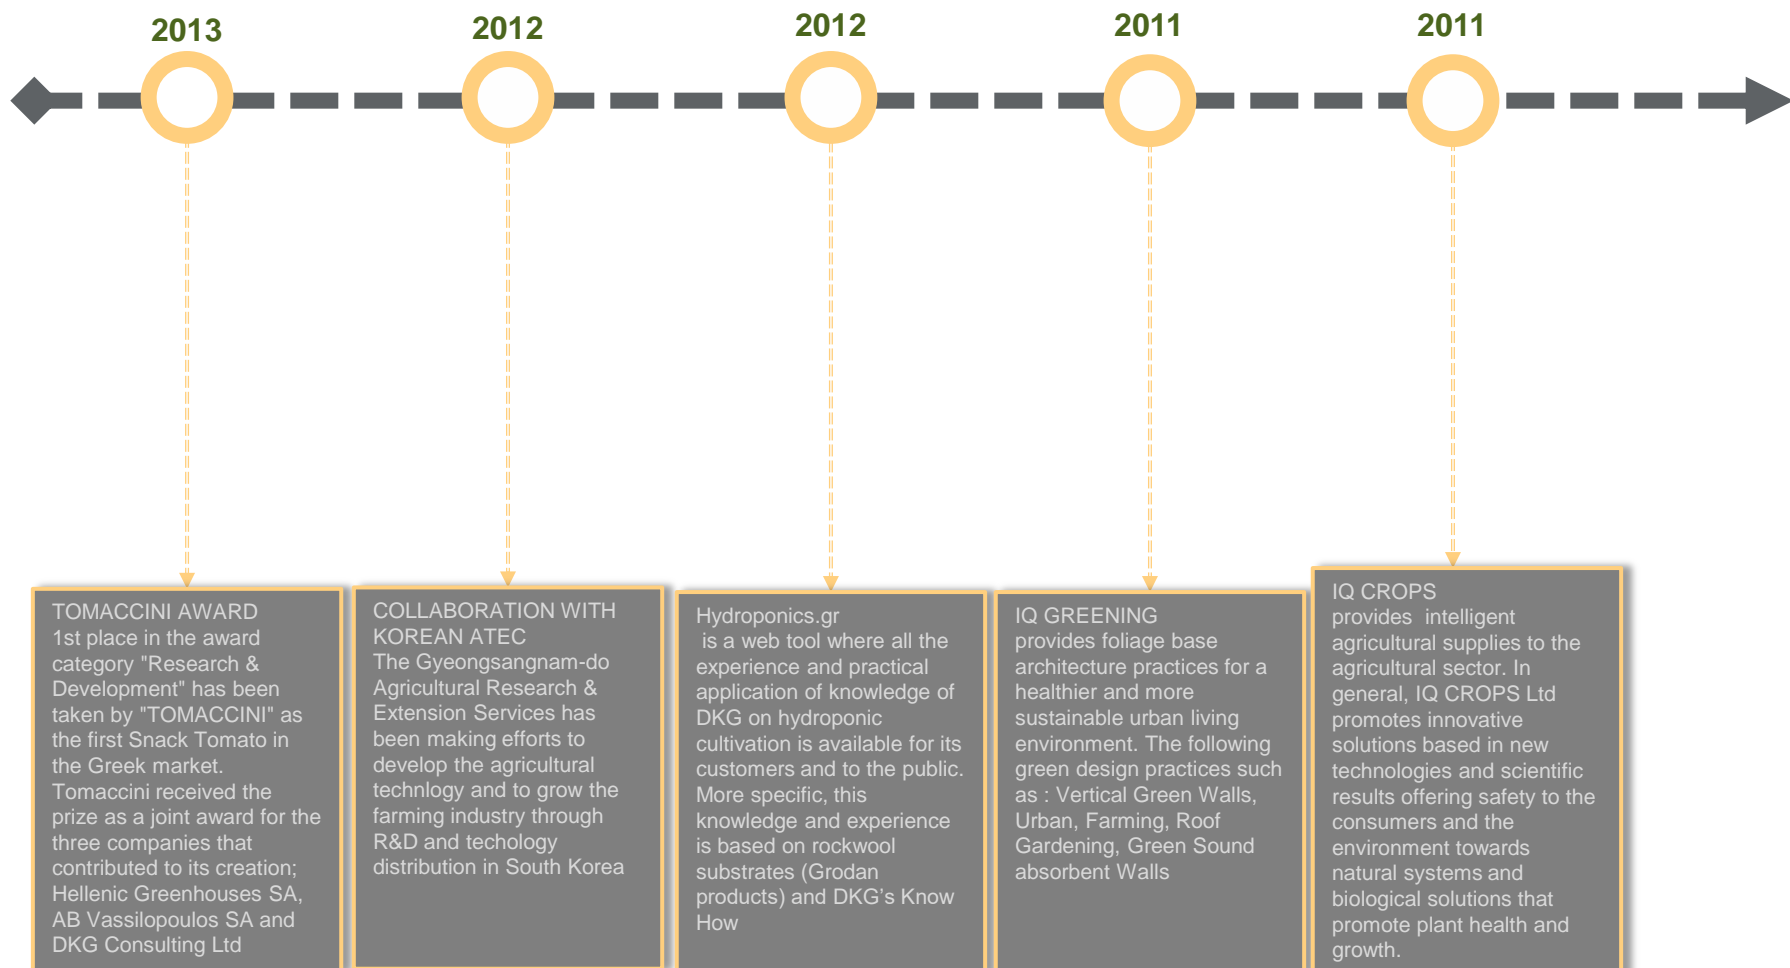 2013
2012
2012
2011
2011
TOMACCINI AWARD
1st place in the award
category "Research &
Development" has been
taken by "TOMACCINI" as
the first Snack Tomato in
the Greek market.
Tomaccini received the
prize as a joint award for the
three companies that
contributed to its creation;
Hellenic Greenhouses SA,
AB Vassilopoulos SA and
DKG Consulting Ltd
COLLABORATION WITH
KOREAN ATEC
The Gyeongsangnam-do
Agricultural Research &
Extension Services has
been making efforts to
develop the agricultural
technlogy and to grow the
farming industry through
R&D and techology
distribution in South Korea
Hydroponics.gr
is a web tool where all the
experience and practical
application of knowledge of
DKG on hydroponic
cultivation is available for its
customers and to the public.
More specific, this
knowledge and experience
is based on rockwool
substrates (Grodan
products) and DKG’s Know
How
IQ GREENING
provides foliage base
architecture practices for a
healthier and more
sustainable urban living
environment. The following
green design practices such
as : Vertical Green Walls,
Urban, Farming, Roof
Gardening, Green Sound
absorbent Walls
IQ CROPS
provides  intelligent
agricultural supplies to the
agricultural sector. In
general, IQ CROPS Ltd
promotes innovative
solutions based in new
technologies and scientific
results offering safety to the
consumers and the
environment towards
natural systems and
biological solutions that
promote plant health and
growth.